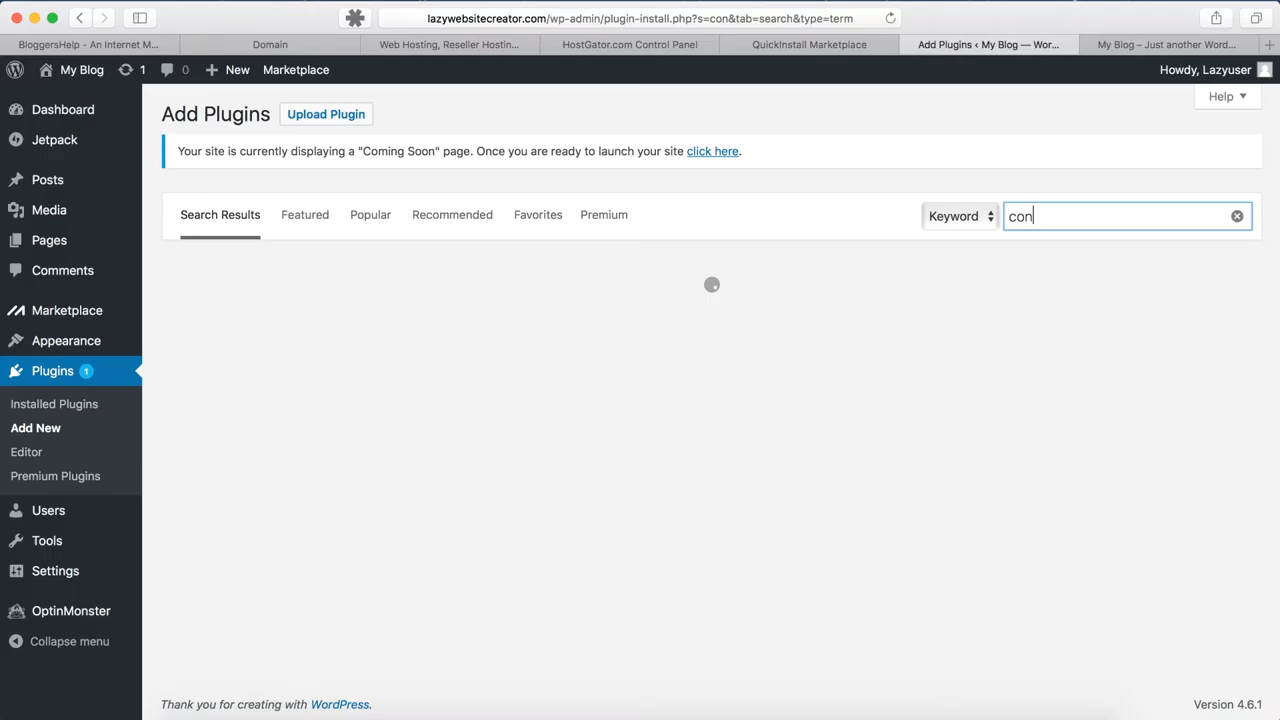 lazywebsitecreator.com/wp-admin/plugin-install.php?s=con&tab=search&type=term
BloggersHelp - An Internet M...
Domain
Web Hosting, Reseller Hostin...
HostGator.com Control Panel
QuickInstall Marketplace
Add Plugins ‹ My Blog — Wor...
My Blog – Just another Word...
My Blog
1
0
New
Marketplace
Howdy, Lazyuser
Dashboard
Jetpack
Posts
Media
Pages
Comments
Marketplace
Appearance
Plugins 1
Installed Plugins
Add New
Editor
Premium Plugins
Users
Tools
Settings
OptinMonster
Collapse menu
Help
Add Plugins
Upload Plugin
Your site is currently displaying a "Coming Soon" page. Once you are ready to launch your site click here.
Search Results
Featured
Popular
Recommended
Favorites
Premium
Keyword
con
Thank you for creating with WordPress.
Version 4.6.1